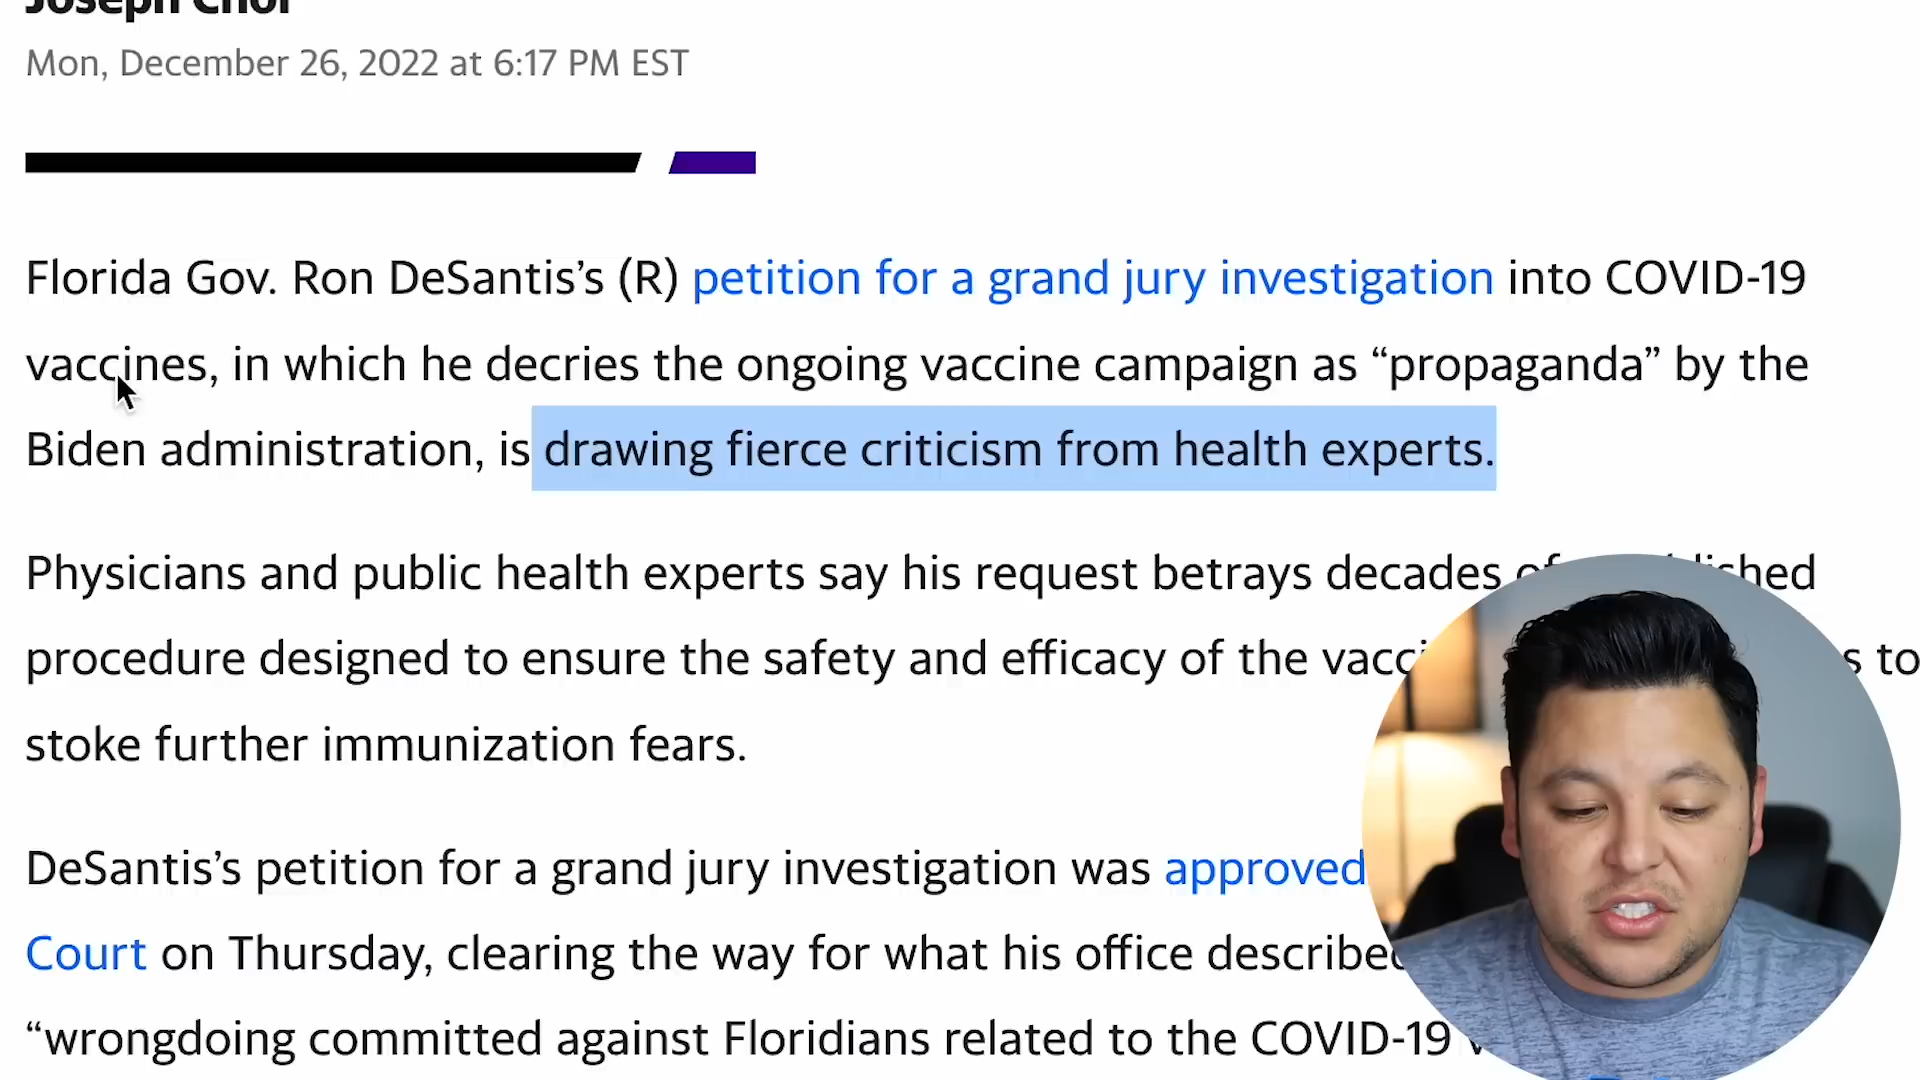 Joseph Choi
Mon, December 26, 2022 at 6:17 PM EST
Florida Gov. Ron DeSantis’s (R) petition for a grand jury investigation into COVID-19
vaccines, in which he decries the ongoing vaccine campaign as “propaganda” by the
Biden administration, is drawing fierce criticism from health experts.
Physicians and public health experts say his request betrays decades of
procedure designed to ensure the safety and efficacy of the to
stoke further immunization fears.
DeSantis’s petition for a grand jury investigation was approved
Court on Thursday, clearing the way for what his office described
“wrongdoing committed against Floridians related to the COVID-19